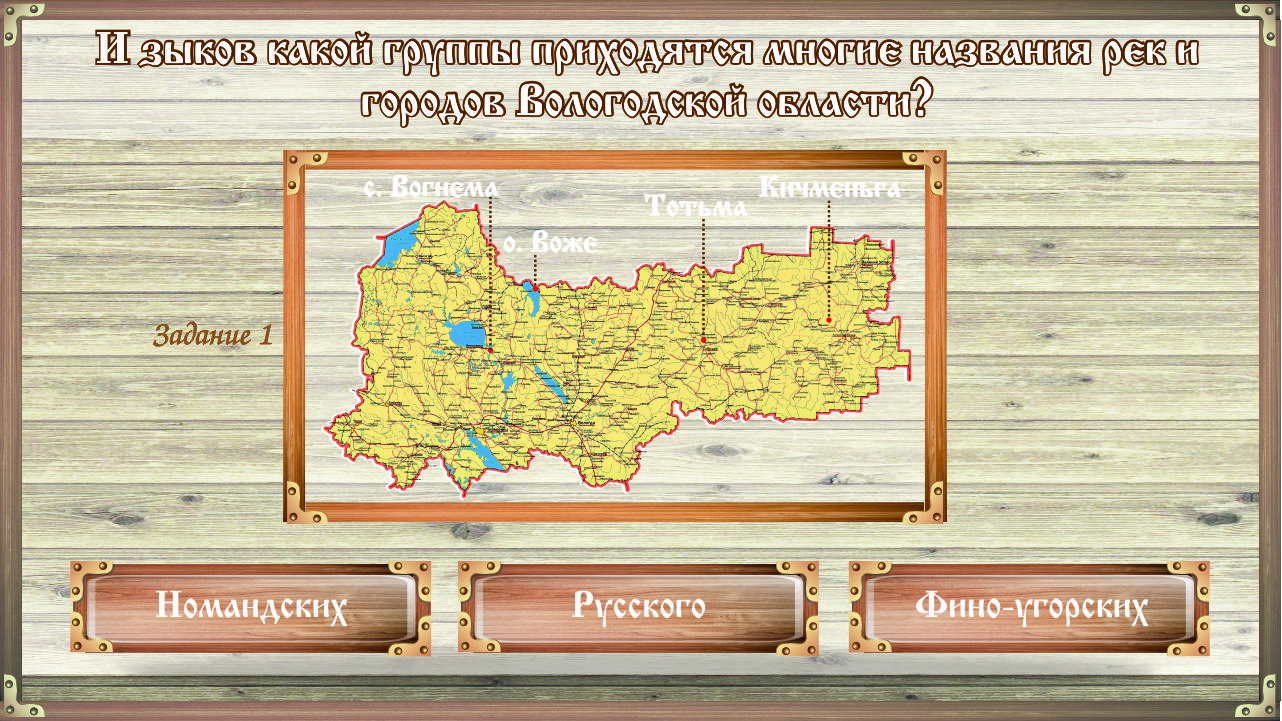 И зыков какой группы приходятся многие названия рек и
городов Вологодской области?
с. Вогнема
Кичменьга
Тотьма
о. Воже
Задание 1
Номандских
Русского
Фино-угорских